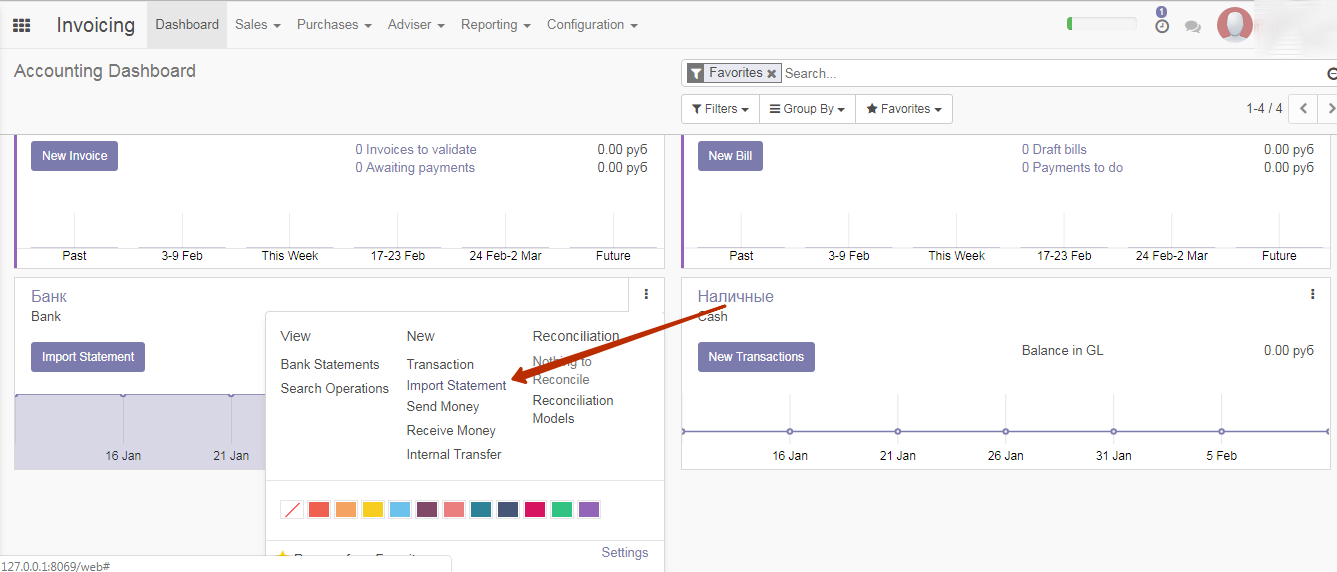 Invoicing Dashboard Sales Purchases Adviser Reporting Configuration 1
Accounting Dashboard
Favorites Search...
Filters Group By Favorites 1-4 / 4
New Invoice 0 Invoices to validate 0.00 руб
0 Awaiting payments 0.00 руб
Past 3-9 Feb This Week 17-23 Feb 24 Feb-2 Mar Future
New Bill 0 Draft bills 0.00 руб
0 Payments to do 0.00 руб
Past 3-9 Feb This Week 17-23 Feb 24 Feb-2 Mar Future
Банк
Bank
Import Statement
16 Jan 21 Jan
View
Bank Statements
Search Operations
New
Transaction
Import Statement
Send Money
Receive Money
Internal Transfer
Reconciliation
Nothing to
Reconcile
Reconciliation
Models
Settings
Наличные
Cash
New Transactions Balance in GL 0.00 руб
16 Jan 21 Jan 26 Jan 31 Jan 5 Feb
127.0.0.1:8069/web#